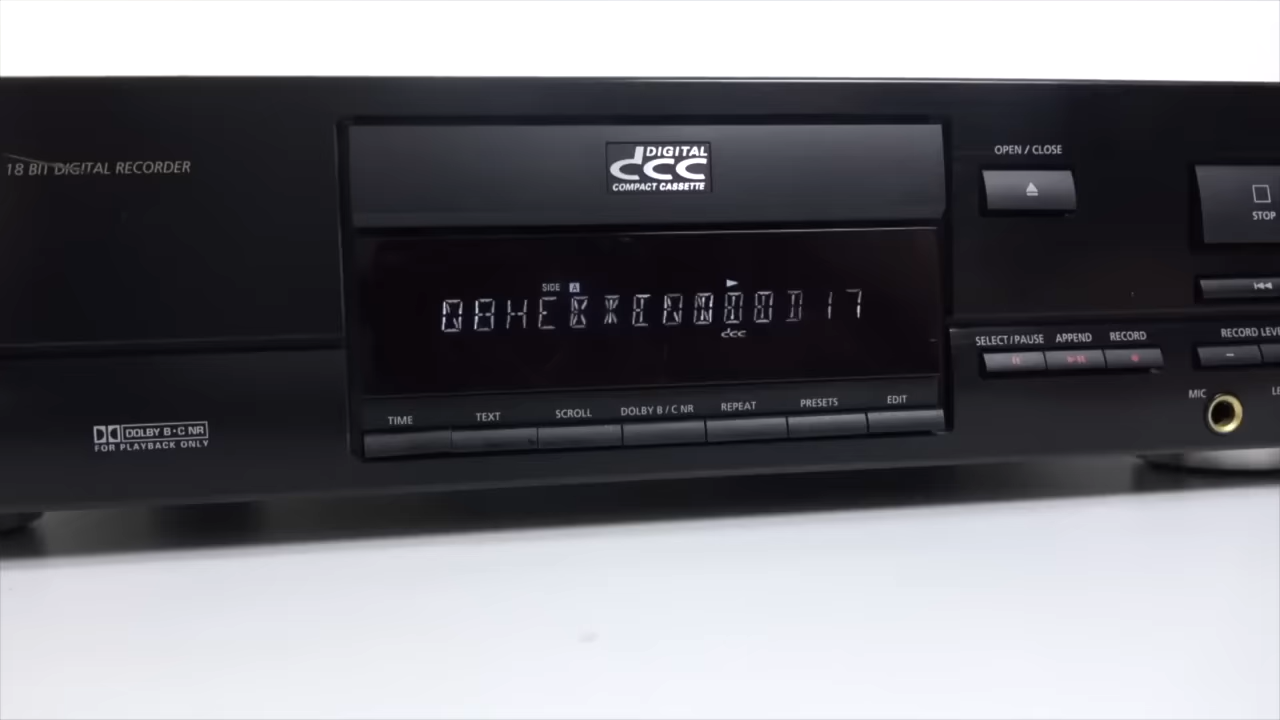 18 BIT DIGITAL RECORDER
DIGITAL
dcc
COMPACT CASSETTE
OPEN / CLOSE
STOP
SIDE A
dcc
SELECT / PAUSE APPEND RECORD
RECORD
MIC
TIME TEXT SCROLL DOLBY B / C NR REPEAT PRESETS EDIT
DOLBY B·C NR
FOR PLAYBACK ONLY